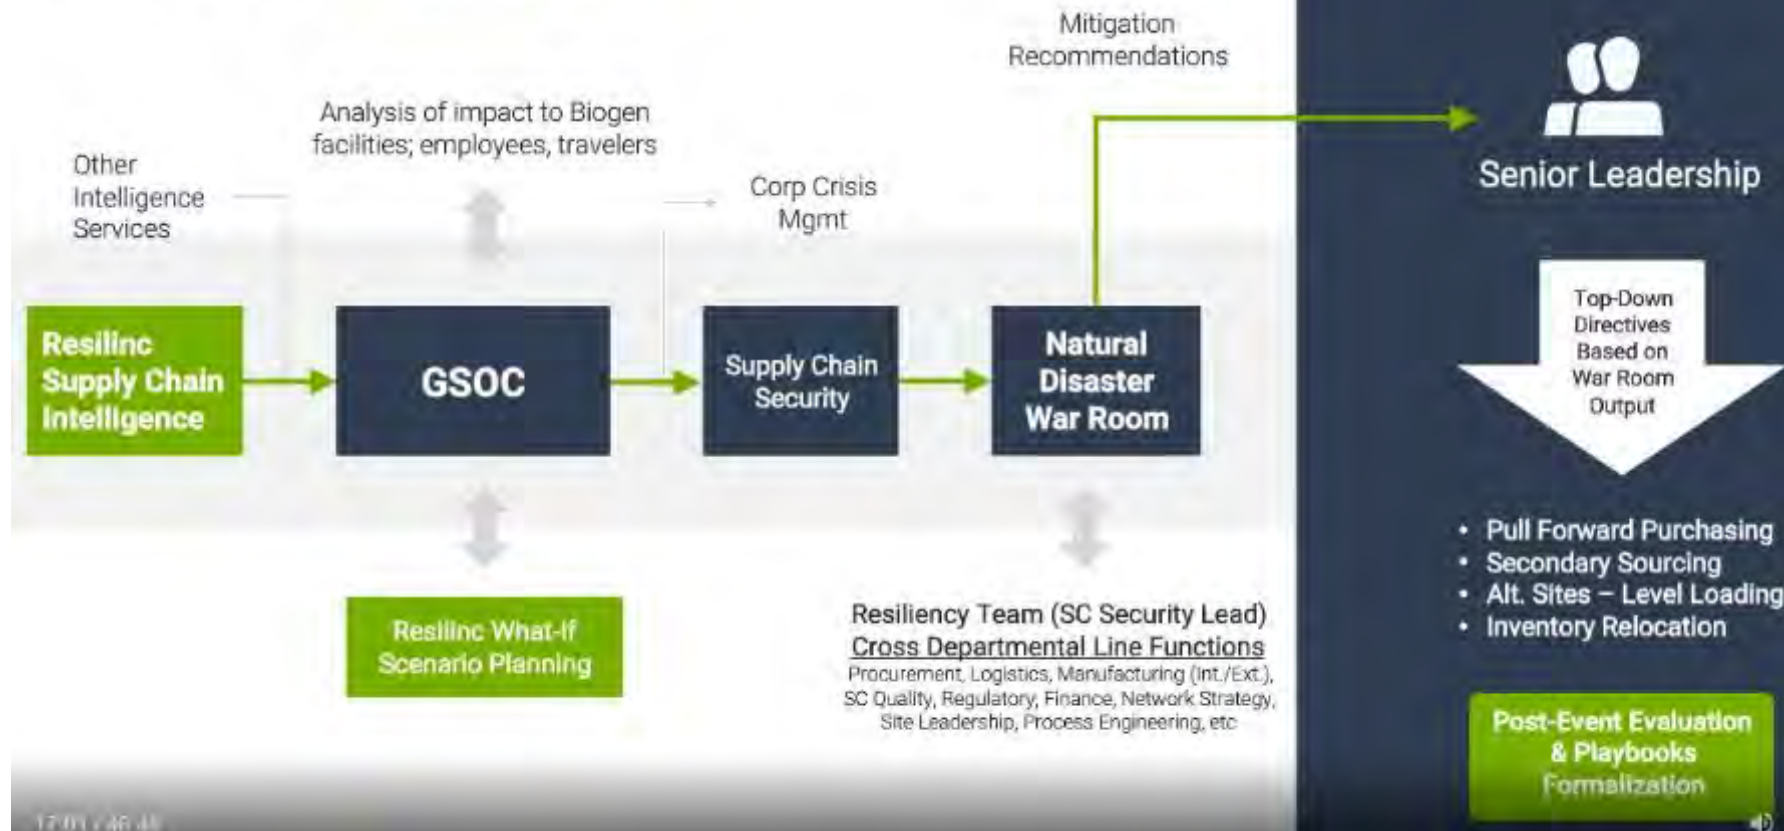 Mitigation
Recommendations
Analysis of impact to Biogen
facilities; employees, travelers
Other
Intelligence
Services
Corp Crisis
Mgmt
Senior Leadership
Resilinc
Supply Chain
Intelligence
GSOC
Supply Chain
Security
Natural
Disaster
War Room
Top-Down
Directives
Based on
War Room
Output
Resilinc What-If
Scenario Planning
Resiliency Team (SC Security Lead)
Cross Departmental Line Functions
Procurement, Logistics, Manufacturing (Int./Ext.),
SC Quality, Regulatory, Finance, Network Strategy,
Site Leadership, Process Engineering, etc
• Pull Forward Purchasing
• Secondary Sourcing
• Alt. Sites – Level Loading
• Inventory Relocation
Post-Event Evaluation
& Playbooks
Formalization